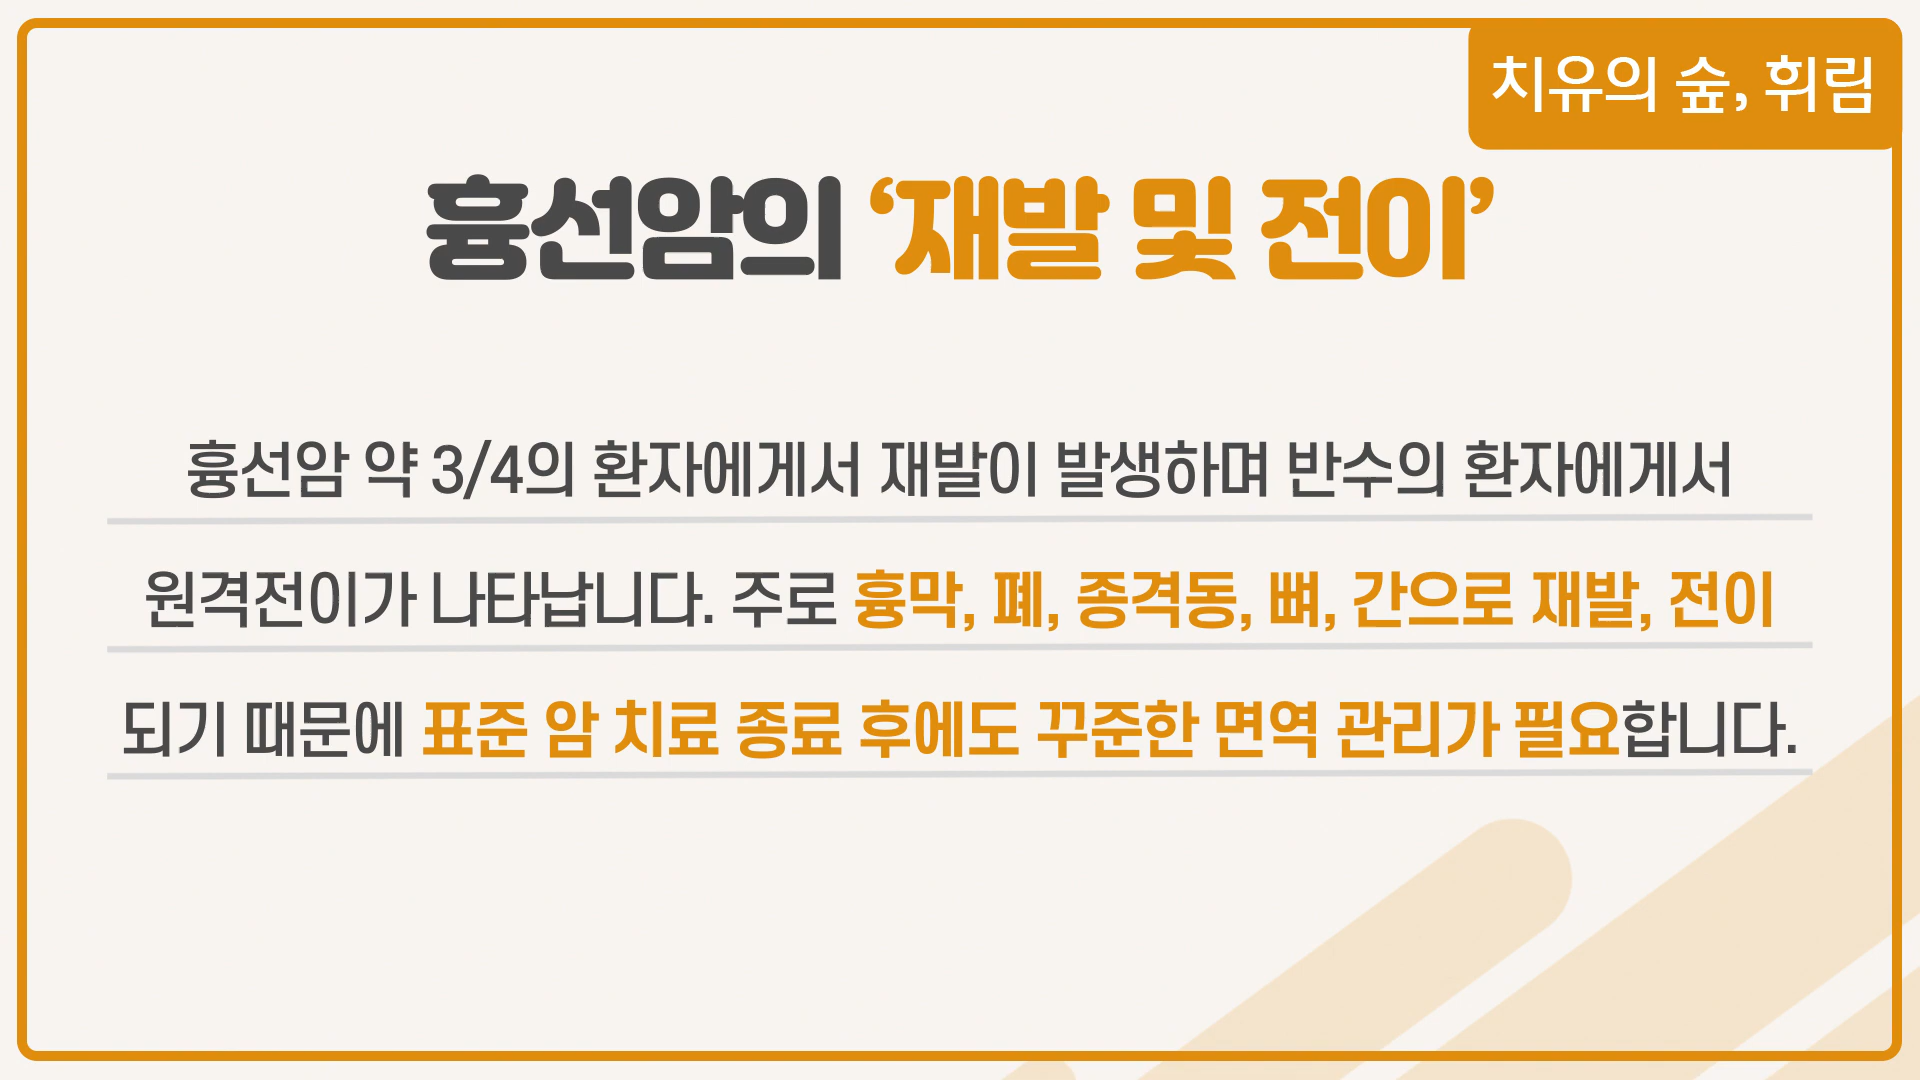 치유의 숲, 휘림
흉선암의 ‘재발 및 전이’
흉선암 약 3/4의 환자에게서 재발이 발생하며 반수의 환자에게서
원격전이가 나타납니다. 주로 흉막, 폐, 종격동, 뼈, 간으로 재발, 전이
되기 때문에 표준 암 치료 종료 후에도 꾸준한 면역 관리가 필요합니다.